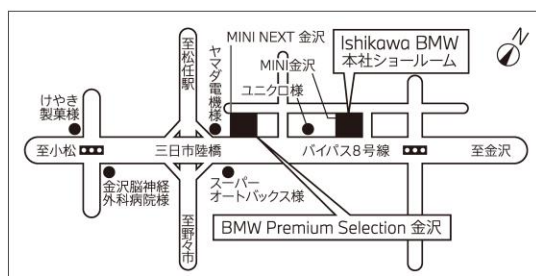 MINI NEXT 金沢
Ishikawa BMW
本社ショールーム
MINI金沢
ユニクロ様
ヤマダ電機様
至松任駅
けやき
製菓様
至小松
三日市陸橋
バイパス8号線
至金沢
金沢脳神経
外科病院様
スーパー
オートバックス様
至野々市
BMW Premium Selection 金沢